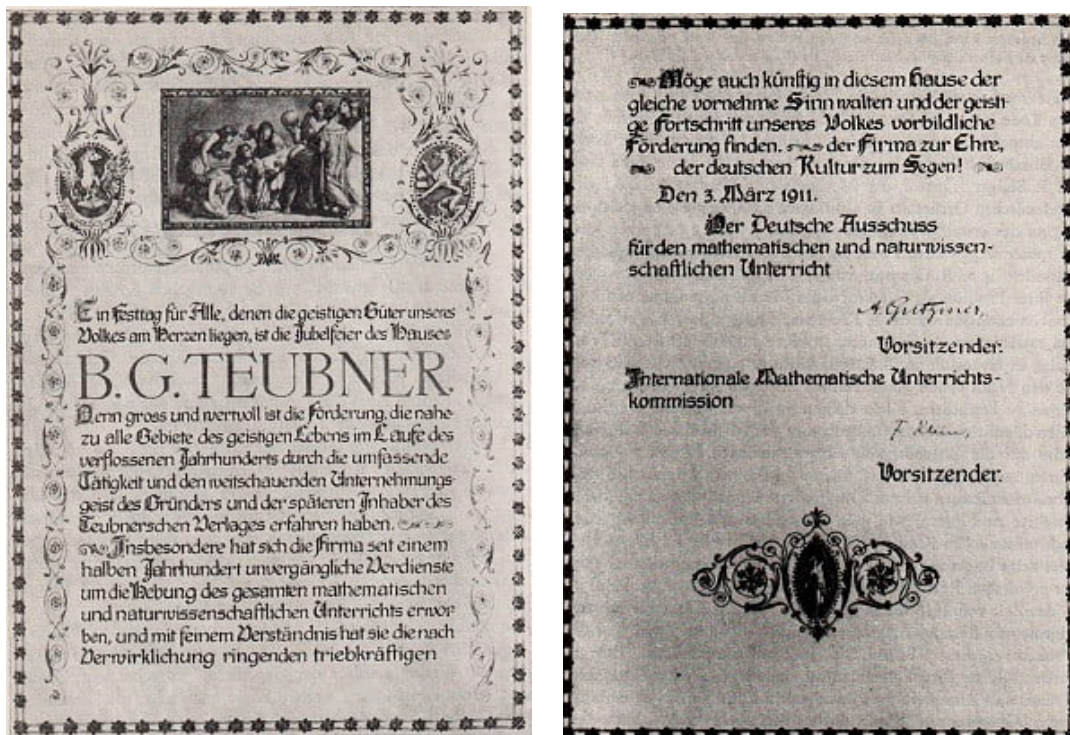 Ein Festtag für Alle, denen die geistigen Güter unseres
Volkes am Herzen liegen, ist die Jubelfeier des Hauses
B. G. TEUBNER.
Denn gross und wertvoll ist die Förderung, die nahe-
zu alle Gebiete des geistigen Lebens im Laufe des
verflossenen Jahrhunderts durch die umfassende
Tätigkeit und den weitschauenden Unternehmungs-
geist des Gründers und der späteren Inhaber des
Teubnerschen Verlages erfahren haben.
Insbesondere hat sich die Firma seit einem
halben Jahrhundert unvergängliche Verdienste
um die Hebung des gesamten mathematischen
und naturwissenschaftlichen Unterrichts erwor
ben, und mit feinem Verständnis hat sie die nach
Verwirklichung ringenden triebkräftigen
Möge auch künftig in diesem Hause der
gleiche vornehme Sinn walten und der geisti-
ge Fortschritt unseres Volkes vorbildliche
Förderung finden. der Firma zur Ehre,
der deutschen Kultur zum Segen!
Den 3. März 1911.
Der Deutsche Ausschuss
für den mathematischen und naturwissen-
schaftlichen Unterricht
A. Gutzmer,
Vorsitzender.
Internationale Mathematische Unterrichts-
kommission
F. Klein,
Vorsitzender.